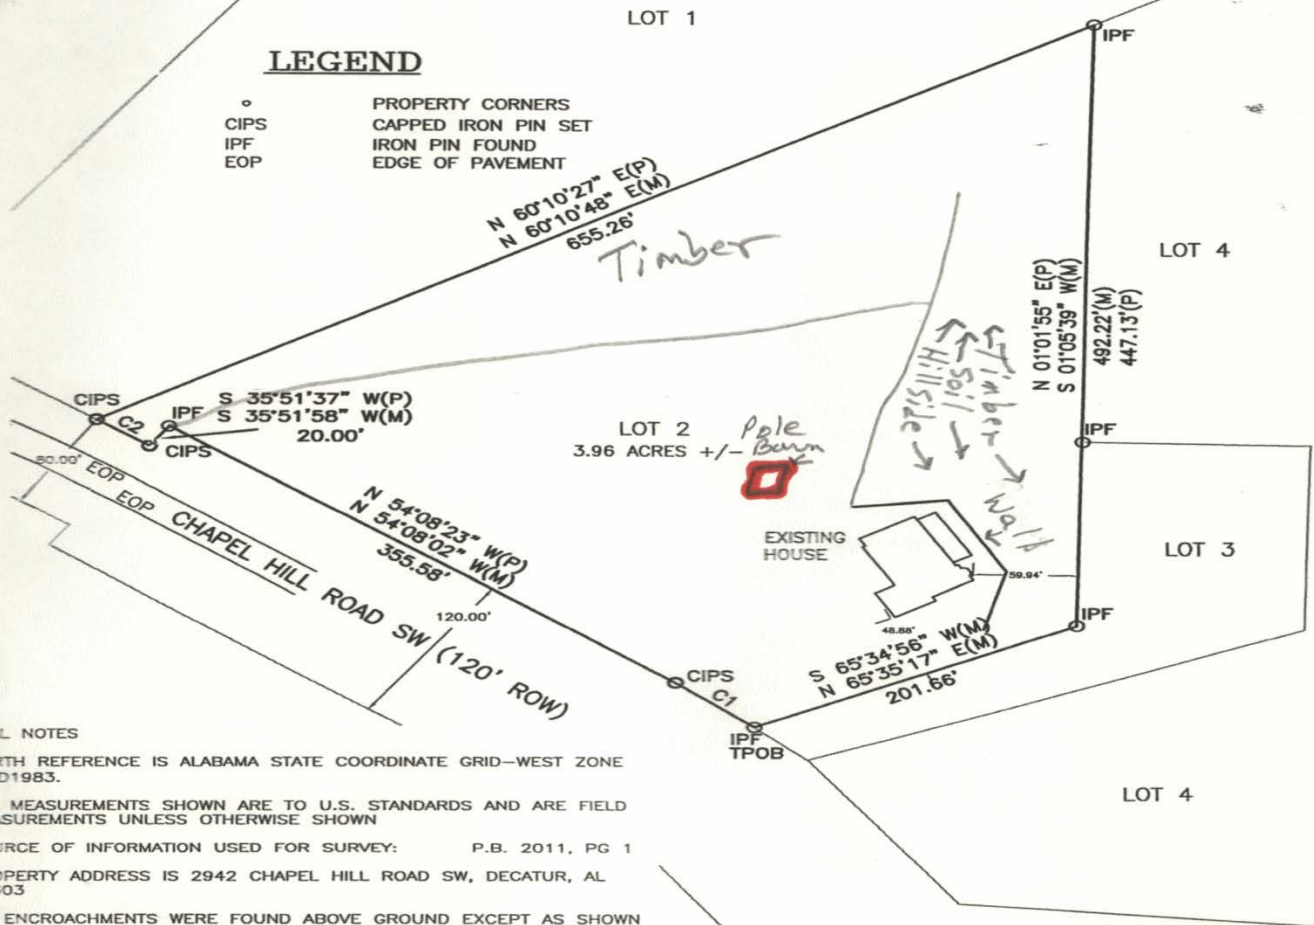 LOT 1
LEGEND
PROPERTY CORNERS
CIPS CAPPED IRON PIN SET
IPF IRON PIN FOUND
EOP EDGE OF PAVEMENT
IPF
N 60°10'27" E(P)
N 60°10'48" E(M)
655.26'
Timber
LOT 4
N 01°01'55" E(P)
S 01°05'39" W(M)
492.22'(M)
447.13'(P)
Timber
Soil
Hillside
CIPS
C2
IPF
CIPS
S 35°51'37" W(P)
S 35°51'58" W(M)
20.00'
LOT 2
3.96 ACRES +/-
Pole
Barn
IPF
80.00'
EOP
EOP
CHAPEL HILL ROAD SW (120' ROW)
N 54°08'23" W(P)
N 54°08'02" W(M)
355.58'
120.00'
EXISTING
HOUSE
Wall
LOT 3
59.94'
48.88'
IPF
S 65°34'56" W(M)
N 65°35'17" E(M)
201.66'
CIPS
C1
IPF
TPOB
LOT 4
L NOTES
TH REFERENCE IS ALABAMA STATE COORDINATE GRID-WEST ZONE
D1983.
MEASUREMENTS SHOWN ARE TO U.S. STANDARDS AND ARE FIELD
SUREMENTS UNLESS OTHERWISE SHOWN
RCE OF INFORMATION USED FOR SURVEY: P.B. 2011, PG 1
PERTY ADDRESS IS 2942 CHAPEL HILL ROAD SW, DECATUR, AL
03
ENCROACHMENTS WERE FOUND ABOVE GROUND EXCEPT AS SHOWN